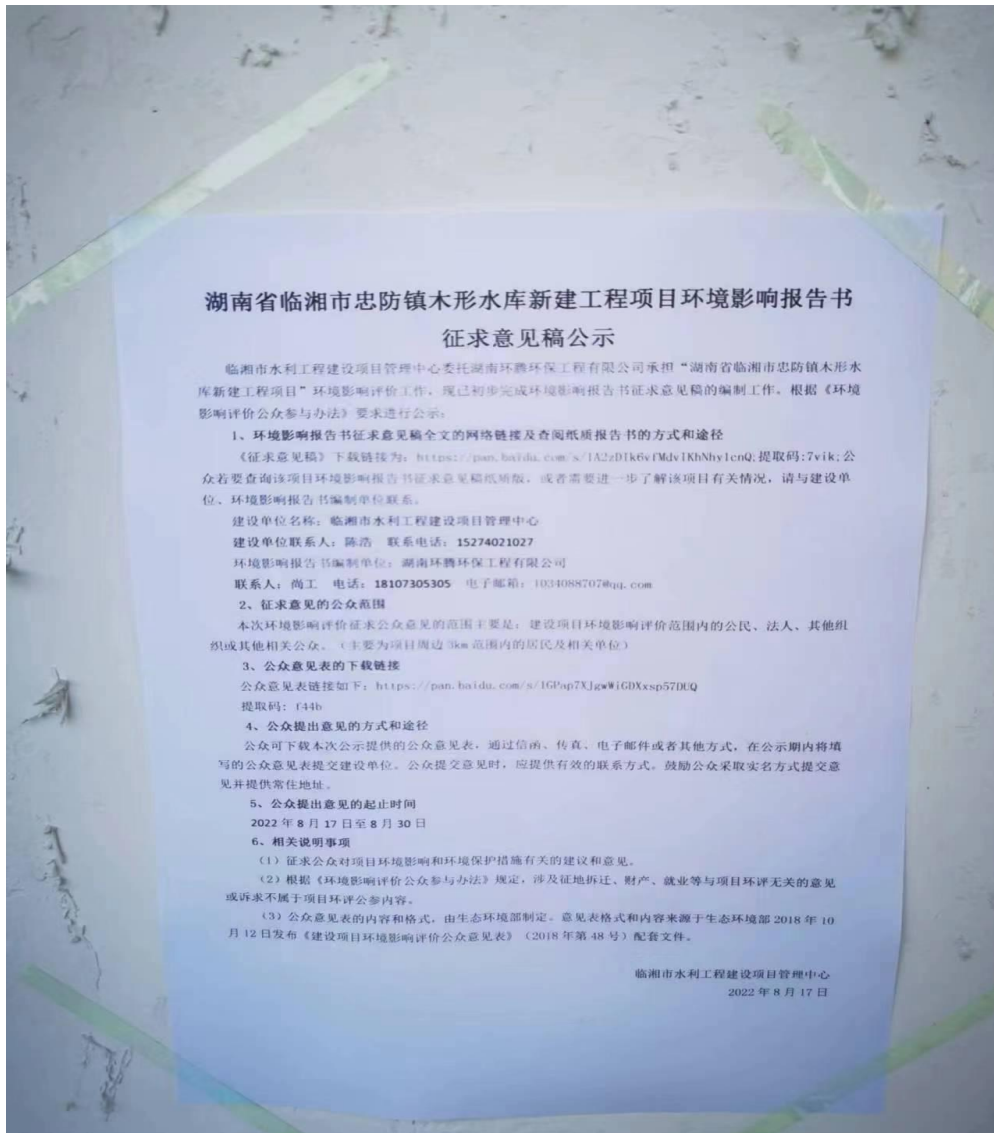 湖南省临湘市忠防镇木形水库新建工程项目环境影响报告书
征求意见稿公示
临湘市水利工程建设项目管理中心委托湖南环腾环保工程有限公司承担“湖南省临湘市忠防镇木形水
库新建工程项目”环境影响评价工作，现已初步完成环境影响报告书征求意见稿的编制工作，根据《环境
影响评价公众参与办法》要求进行公示：
1、环境影响报告书征求意见稿全文的网络链接及查阅纸质报告书的方式和途径
《征求意见稿》下载链接为：https://pan.baidu.com/s/1A2zDIk6vfMdvlKhNhylcnQ,提取码:7vik;公
众若要查询该项目环境影响报告书征求意见稿纸质版，或者需要进一步了解该项目有关情况，请与建设单
位、环境影响报告书编制单位联系。
建设单位名称：临湘市水利工程建设项目管理中心
建设单位联系人：陈浩 联系电话：15274021027
环境影响报告书编制单位：湖南环腾环保工程有限公司
联系人：尚工 电话：18107305305 电子邮箱：1034088707@qq.com
2、征求意见的公众范围
本次环境影响评价征求公众意见的范围主要是：建设项目环境影响评价范围内的公民、法人、其他组
织或其他相关公众。（主要为项目周边3km范围内的居民及相关单位）
3、公众意见表的下载链接
公众意见表链接如下：https://pan.baidu.com/s/1GPap7XJgwWiGDXxsp57DUQ
提取码：f44b
4、公众提出意见的方式和途径
公众可下载本次公示提供的公众意见表，通过信函、传真、电子邮件或者其他方式，在公示期内将填
写的公众意见表提交建设单位。公众提交意见时，应提供有效的联系方式。鼓励公众采取实名方式提交意
见并提供常住地址。
5、公众提出意见的起止时间
2022年8月17日至8月30日
6、相关说明事项
（1）征求公众对项目环境影响和环境保护措施有关的建议和意见。
（2）根据《环境影响评价公众参与办法》规定，涉及征地拆迁、财产、就业等与项目环评无关的意见
或诉求不属于项目环评公参内容。
（3）公众意见表的内容和格式，由生态环境部制定。意见表格式和内容来源于生态环境部2018年10
月12日发布《建设项目环境影响评价公众意见表》（2018年第48号）配套文件。
临湘市水利工程建设项目管理中心
2022年8月17日